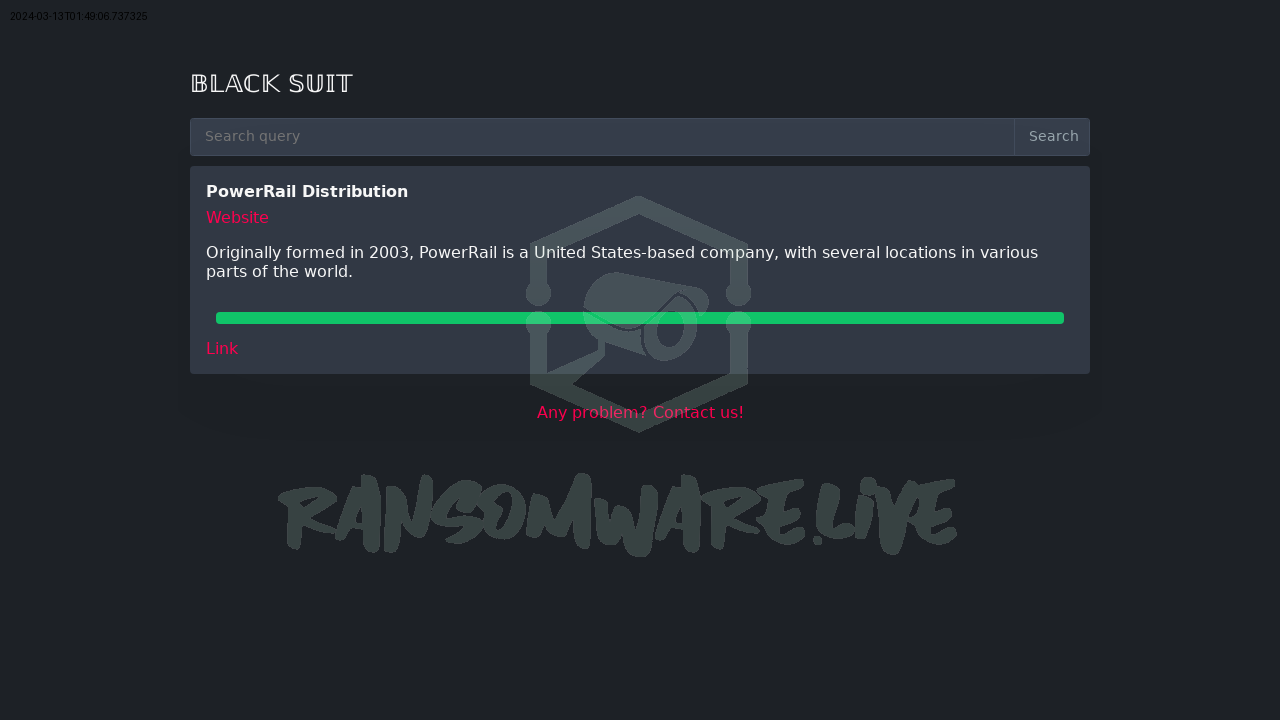 2024-03-13T01:49:06.737325
𝔹𝕃𝔸ℂ𝕂 𝕊𝕌𝕀𝕋
Search query
Search
PowerRail Distribution
Website
Originally formed in 2003, PowerRail is a United States-based company, with several locations in various
parts of the world.
Link
Any problem? Contact us!
RANSOMWARE.LIVE